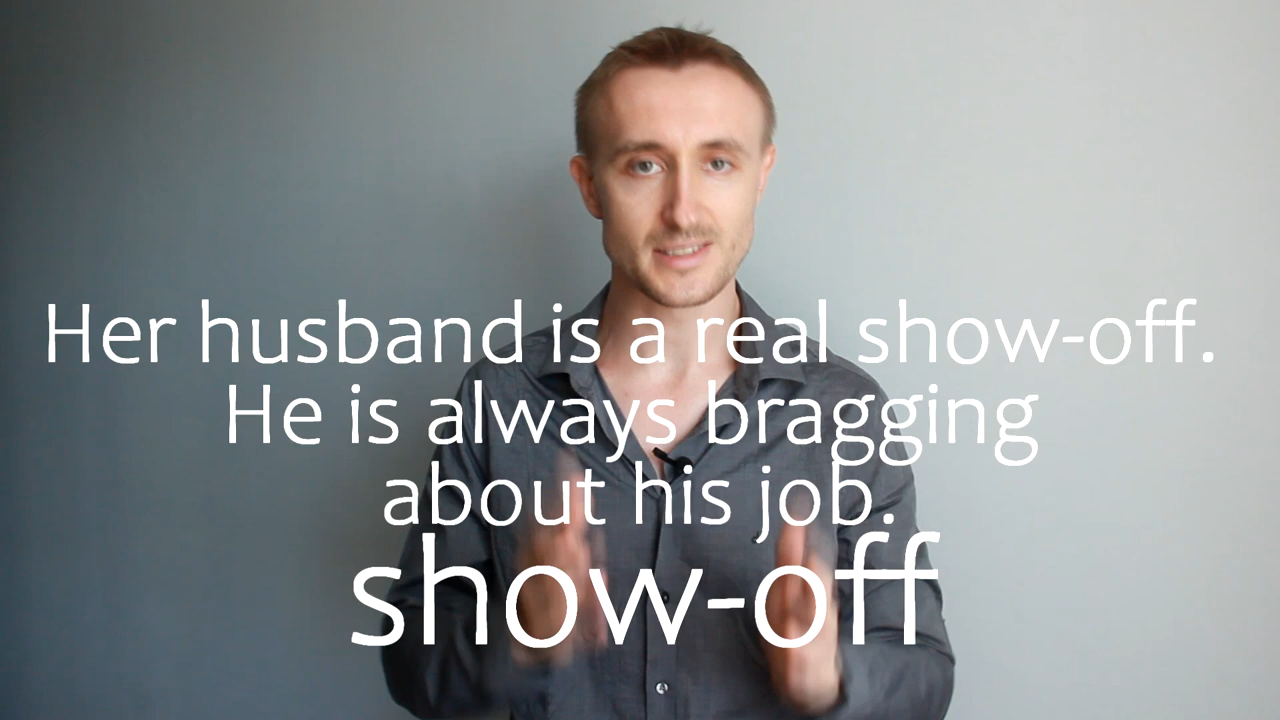 Her husband is a real show-off.
He is always bragging
about his job.
show-off